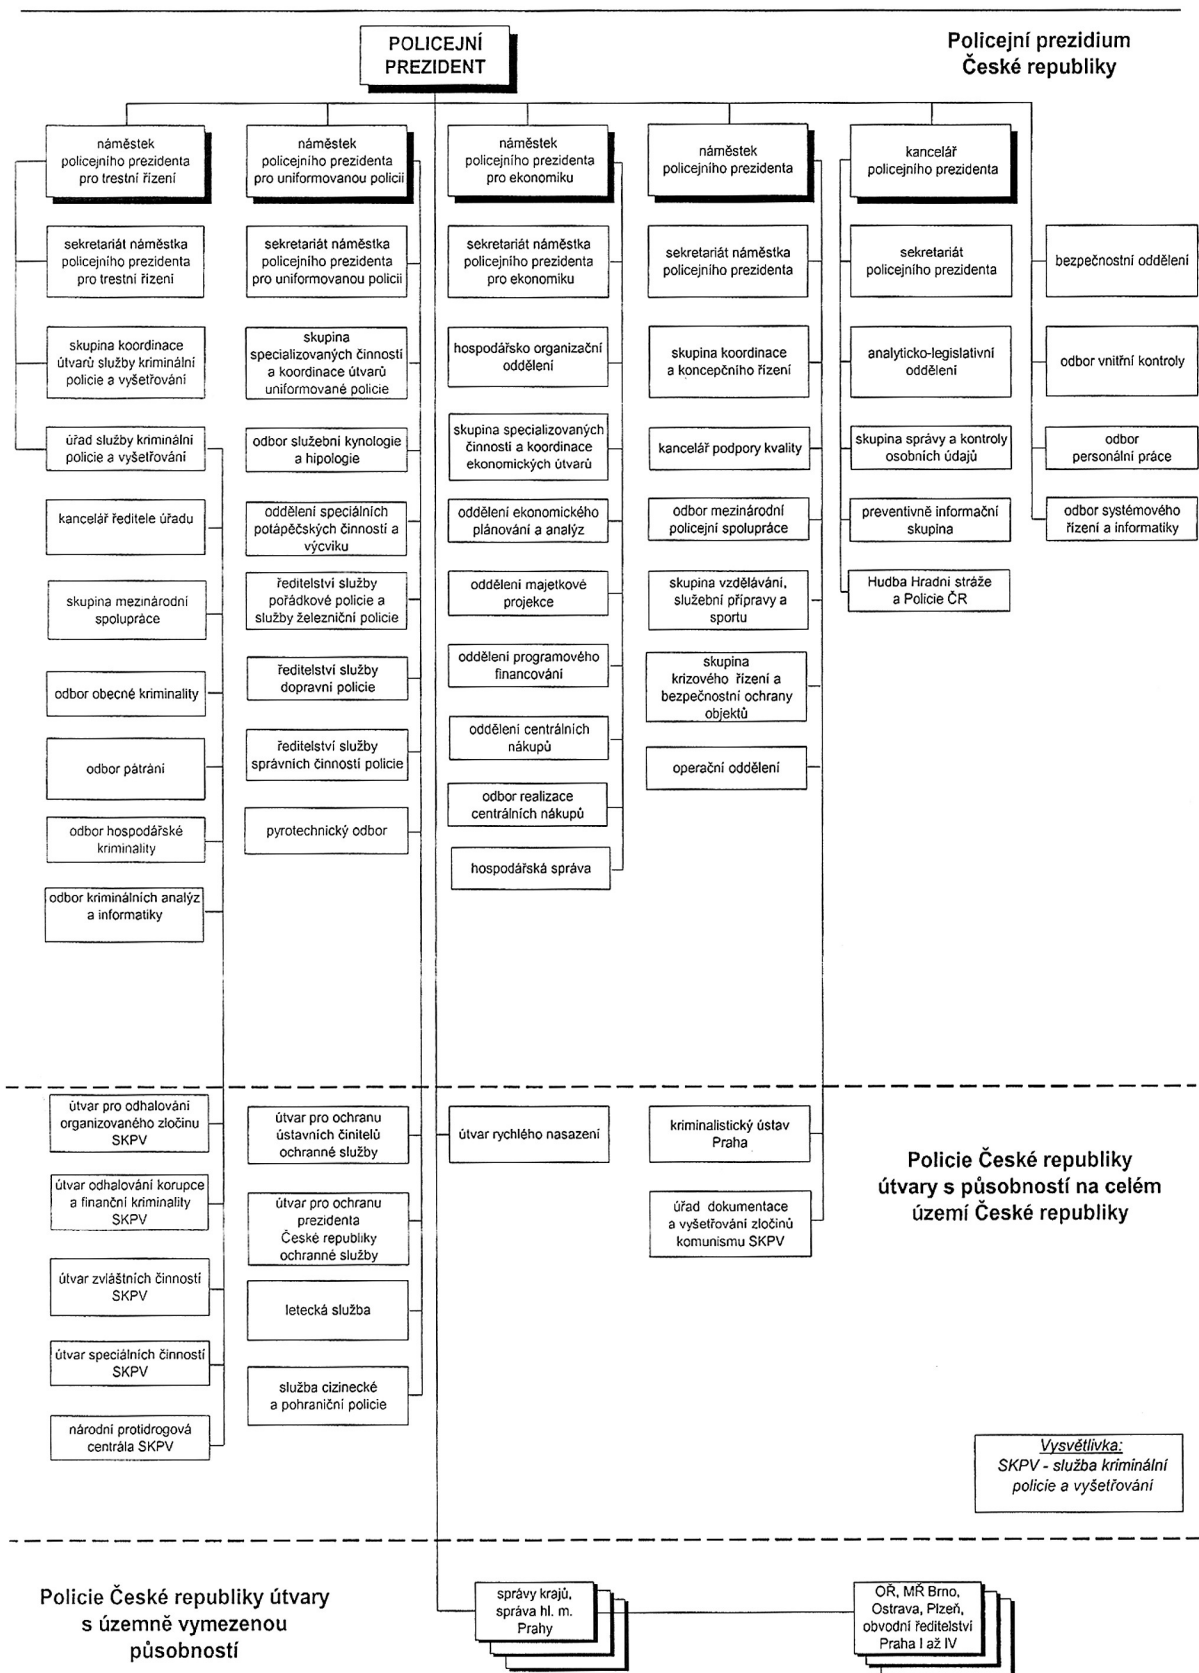 POLICEJNÍ
PREZIDENT
Policejní prezidium
České republiky
náměstek
policejního prezidenta
pro trestní řízení
náměstek
policejního prezidenta
pro uniformovanou policii
náměstek
policejního prezidenta
pro ekonomiku
náměstek
policejního prezidenta
kancelář
policejního prezidenta
sekretariát náměstka
policejního prezidenta
pro trestní řízení
sekretariát náměstka
policejního prezidenta
pro uniformovanou policii
sekretariát náměstka
policejního prezidenta
pro ekonomiku
sekretariát náměstka
policejního prezidenta
sekretariát
policejního prezidenta
bezpečnostní oddělení
skupina koordinace
útvarů služby kriminální
policie a vyšetřování
skupina
specializovaných činností
a koordinace útvarů
uniformované policie
hospodářsko organizační
oddělení
skupina koordinace
a koncepčního řízení
analyticko-legislativní
oddělení
odbor vnitřní kontroly
úřad služby kriminální
policie a vyšetřování
odbor služební kynologie
a hipologie
skupina specializovaných
činností a koordinace
ekonomických útvarů
kancelář podpory kvality
skupina správy a kontroly
osobních údajů
odbor
personální práce
kancelář ředitele úřadu
oddělení speciálních
potápěčských činností a
výcviku
oddělení ekonomického
plánování a analýz
odbor mezinárodní
policejní spolupráce
preventivně informační
skupina
odbor systémového
řízení a informatiky
skupina mezinárodní
spolupráce
ředitelství služby
pořádkové policie a
služby železniční policie
oddělení majetkové
projekce
skupina vzdělávání,
služební přípravy a
sportu
Hudba Hradní stráže
a Policie ČR
odbor obecné kriminality
ředitelství služby
dopravní policie
oddělení programového
financování
skupina
krizového řízení a
bezpečnostní ochrany
objektů
odbor pátrání
ředitelství služby
správních činností policie
oddělení centrálních
nákupů
operační oddělení
odbor hospodářské
kriminality
pyrotechnický odbor
odbor realizace
centrálních nákupů
hospodářská správa
odbor kriminálních analýz
a informatiky
útvar pro odhalování
organizovaného zločinu
SKPV
útvar pro ochranu
ústavních činitelů
ochranné služby
útvar rychlého nasazení
kriminalistický ústav
Praha
Policie České republiky
útvary s působností na celém
území České republiky
útvar odhalování korupce
a finanční kriminality
SKPV
útvar pro ochranu
prezidenta
České republiky
ochranné služby
úřad dokumentace
a vyšetřování zločinů
komunismu SKPV
útvar zvláštních činností
SKPV
letecká služba
útvar speciálních činností
SKPV
služba cizinecké
a pohraniční policie
národní protidrogová
centrála SKPV
Vysvětlivka:
SKPV - služba kriminální
policie a vyšetřování
Policie České republiky útvary
s územně vymezenou
působností
správy krajů,
správa hl. m.
Prahy
OŘ, MŘ Brno,
Ostrava, Plzeň,
obvodní ředitelství
Praha I až IV